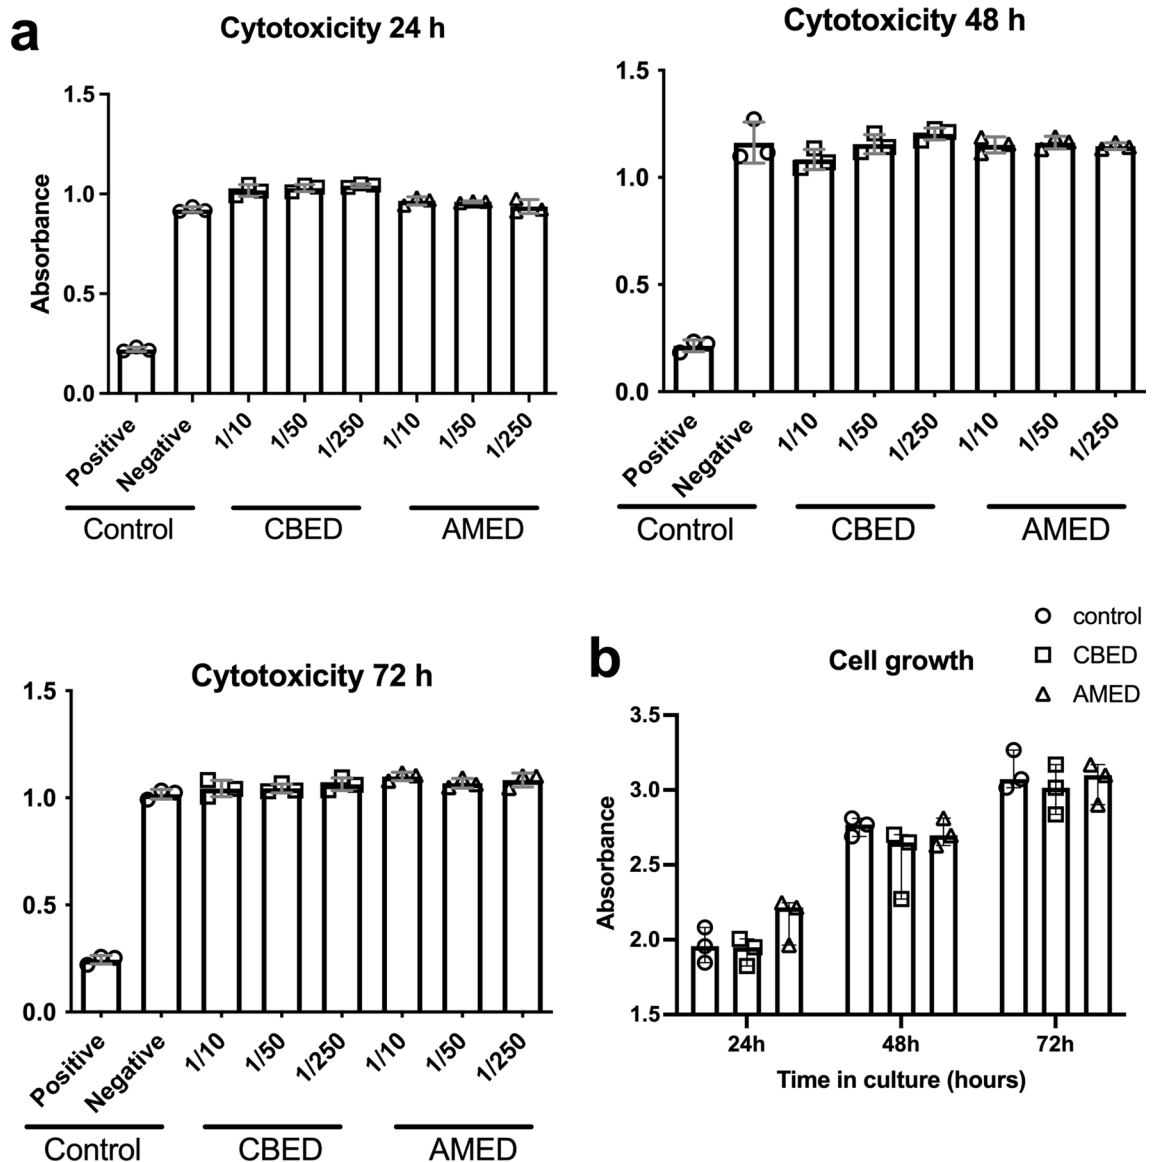 a
Cytotoxicity 24 h
Absorbance
1.5
1.0
0.5
0.0
Positive
Negative
1/10
1/50
1/250
1/10
1/50
1/250
Control
CBED
AMED
Cytotoxicity 48 h
1.5
1.0
0.5
0.0
Positive
Negative
1/10
1/50
1/250
1/10
1/50
1/250
Control
CBED
AMED
Cytotoxicity 72 h
1.5
1.0
0.5
0.0
Positive
Negative
1/10
1/50
1/250
1/10
1/50
1/250
Control
CBED
AMED
b
Cell growth
control
CBED
AMED
Absorbance
3.5
3.0
2.5
2.0
1.5
24h
48h
72h
Time in culture (hours)